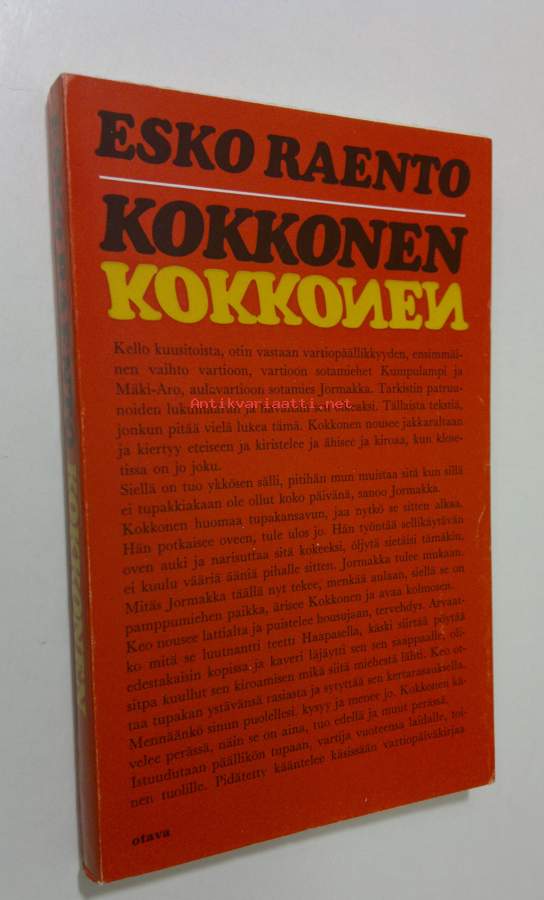 ESKO RAENTO
KOKKONEN
KOKKONEN
Kello kuusitoista, otin vastaan vartiopäällikkyyden, ensimmäi-
nen vaihto vartioon, vartioon sotamiehet Kumpulampi ja
Mäki-Aro, aulavartioon sotamies Jormakka. Tarkistin patruu-
noiden lukumäärän ja
Antikvariaatti.net
Tällaista tekstiä,
jonkun pitää vielä lukea tämä. Kokkonen nousee jakkaraltaan
ja kiertyy eteiseen ja kiristelee ja ähisee ja kiroaa, kun klose-
tissa on jo joku.
Siellä on tuo ykkösen sälli, pitihän mun muistaa sitä kun sillä
ei tupakkiakaan ole ollut koko päivänä, sanoo Jormakka.
Kokkonen huomaa tupakansavun, jaa nytkö se sitten alkaa.
Hän potkaisee oven, tule ulos jo. Hän työntää sellikäytävän
oven auki ja narisuttaa sitä kokeeksi, öljytä sietäisi tämäkin,
ei kuulu vääriä ääniä pihalle sitten. Jormakka tulee mukaan.
Mitäs Jormakka täällä nyt tekee, menkää aulaan, siellä se on
pamppumiehen paikka, ärisee Kokkonen ja avaa kolmosen.
Keo nousee lattialta ja puistelee housujaan, tervehdys. Arvaat-
ko mitä se luutnantti teetti Haapasella, käski siirtää pöytää
edestakaisin kopissa ja kaveri läjäytti sen sen saappaalle, oli-
sitpa kuullut sen kiroamisen mikä siitä miehestä lähti. Keo ot-
taa tupakan ystävänsä rasiasta ja sytyttää sen kertarasauksella.
Mennäänkö sinun puolellesi, kysyy ja menee jo. Kokkonen kä-
velee perässä, näin se on aina, tuo edellä ja muut perässä.
Istuudutaan päällikön tupaan, vartija vuoteensa laidalle, toi-
nen tuolille. Pidätetty kääntelee käsissään vartiopäiväkirjaa
otava
KOKKONEN